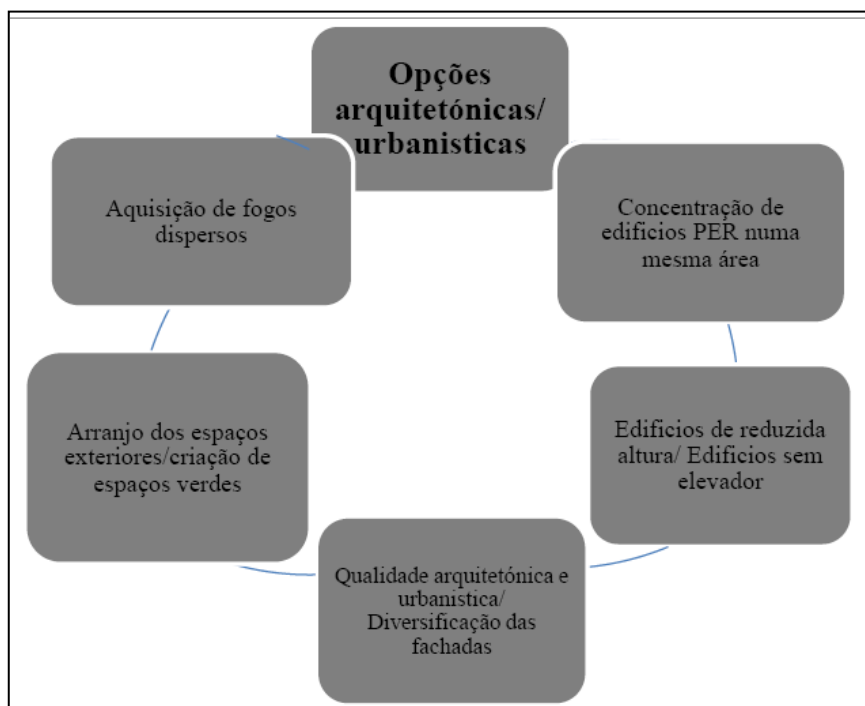 Opções
arquitetónicas/
urbanisticas
Aquisição de fogos
dispersos
Concentração de
edificios PER numa
mesma área
Arranjo dos espaços
exteriores/criação de
espaços verdes
Edificios de reduzida
altura/ Edificios sem
elevador
Qualidade arquitetónica e
urbanistica/
Diversificação das
fachadas